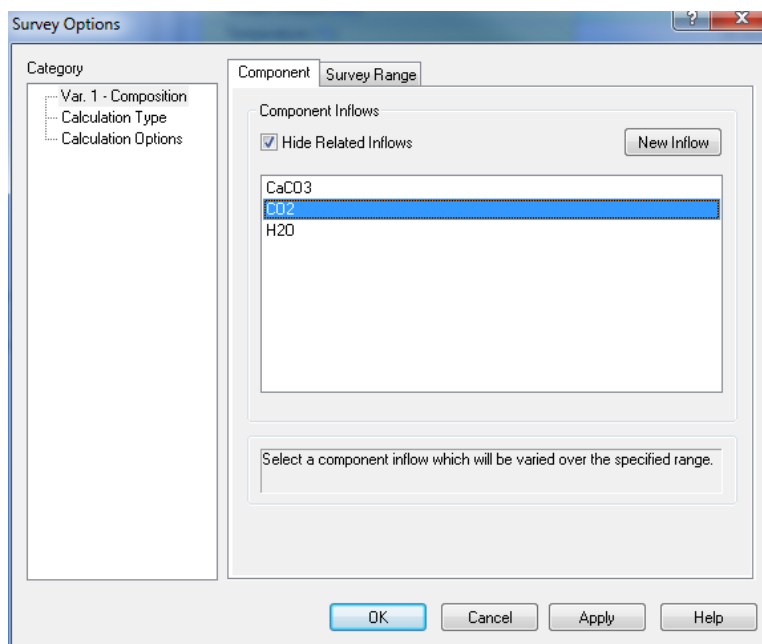 Survey Options
Category
Var. 1 - Composition
Calculation Type
Calculation Options
Component
Survey Range
Component Inflows
Hide Related Inflows
New Inflow
CaCO3
CO2
H2O
Select a component inflow which will be varied over the specified range.
OK
Cancel
Apply
Help